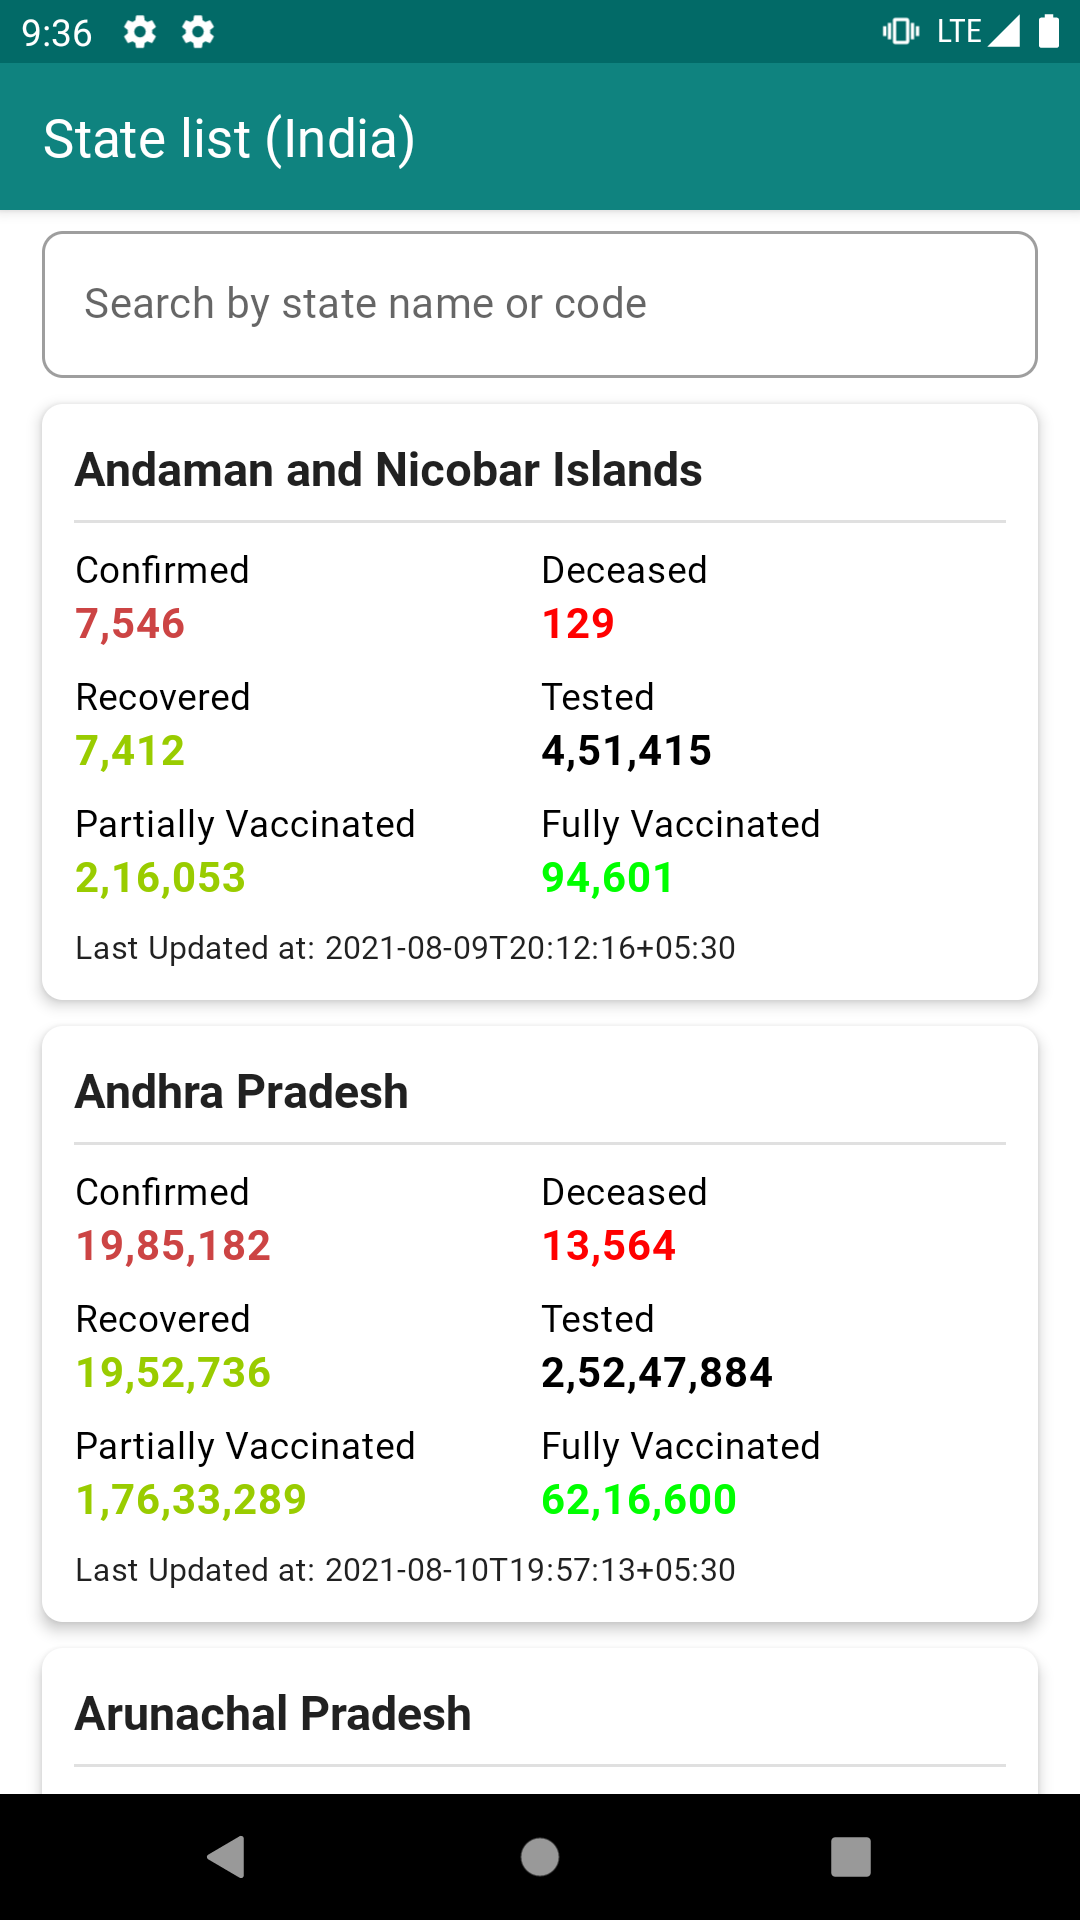 9:36 LTE
State list (India)
Search by state name or code
Andaman and Nicobar Islands
Confirmed Deceased
7,546 129
Recovered Tested
7,412 4,51,415
Partially Vaccinated Fully Vaccinated
2,16,053 94,601
Last Updated at: 2021-08-09T20:12:16+05:30
Andhra Pradesh
Confirmed Deceased
19,85,182 13,564
Recovered Tested
19,52,736 2,52,47,884
Partially Vaccinated Fully Vaccinated
1,76,33,289 62,16,600
Last Updated at: 2021-08-10T19:57:13+05:30
Arunachal Pradesh